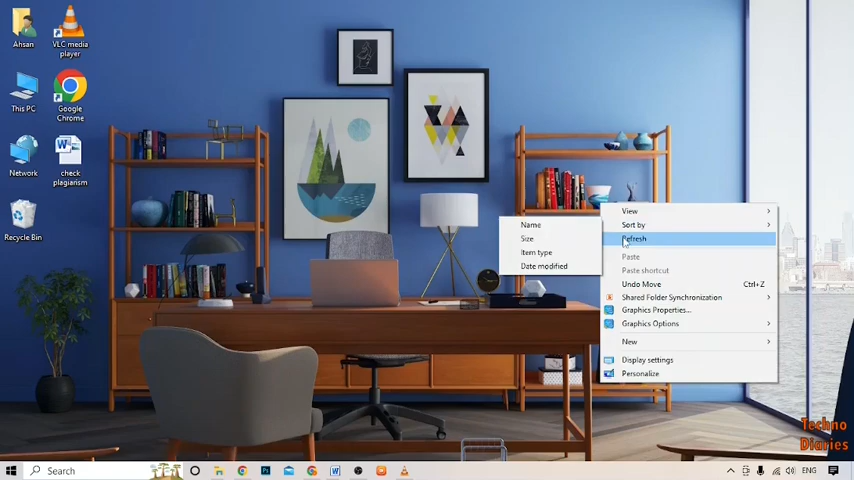 Ahsan
VLC media
player
This PC
Google
Chrome
Network
check
plagiarism
Recycle Bin
Name
Size
Item type
Date modified
View
Sort by
Refresh
Paste
Paste shortcut
Undo Move Ctrl+Z
Shared Folder Synchronization
Graphics Properties...
Graphics Options
New
Display settings
Personalize
Techno
Diaries
Search
ENG